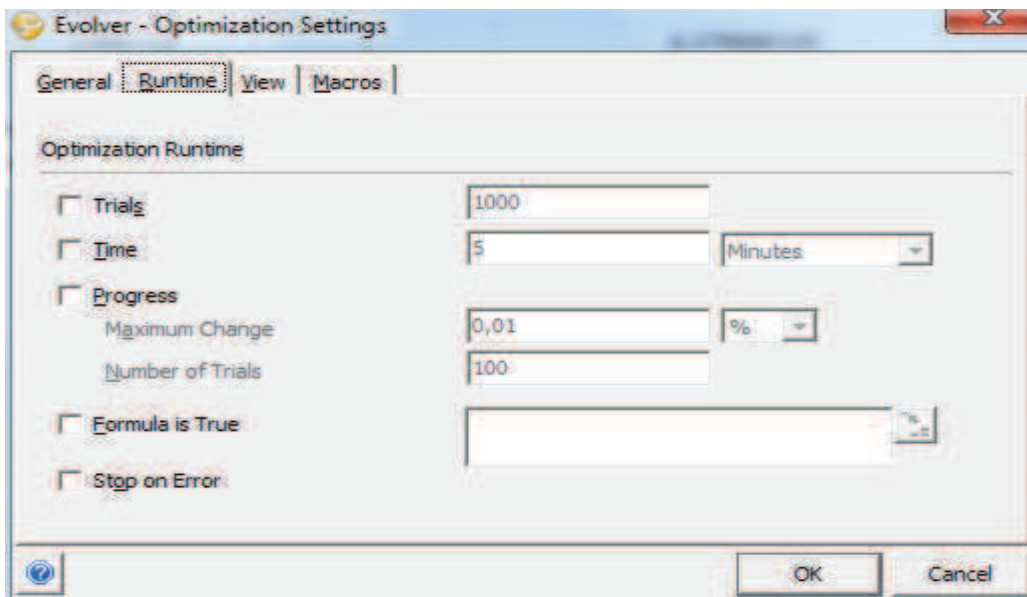 Evolver - Optimization Settings
General Runtime View Macros
Optimization Runtime
Trials 1000
Time 5 Minutes
Progress
Maximum Change 0,01 %
Number of Trials 100
Formula is True
Stop on Error
OK Cancel